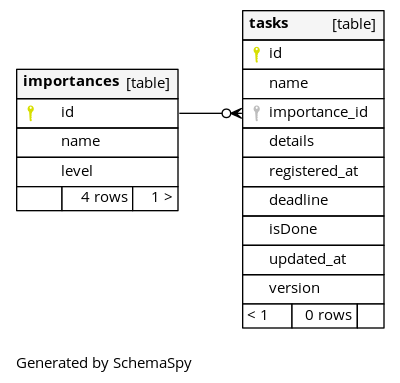 importances [table]
id
name
level
4 rows 1 >
tasks [table]
id
name
importance_id
details
registered_at
deadline
isDone
updated_at
version
< 1 0 rows
Generated by SchemaSpy